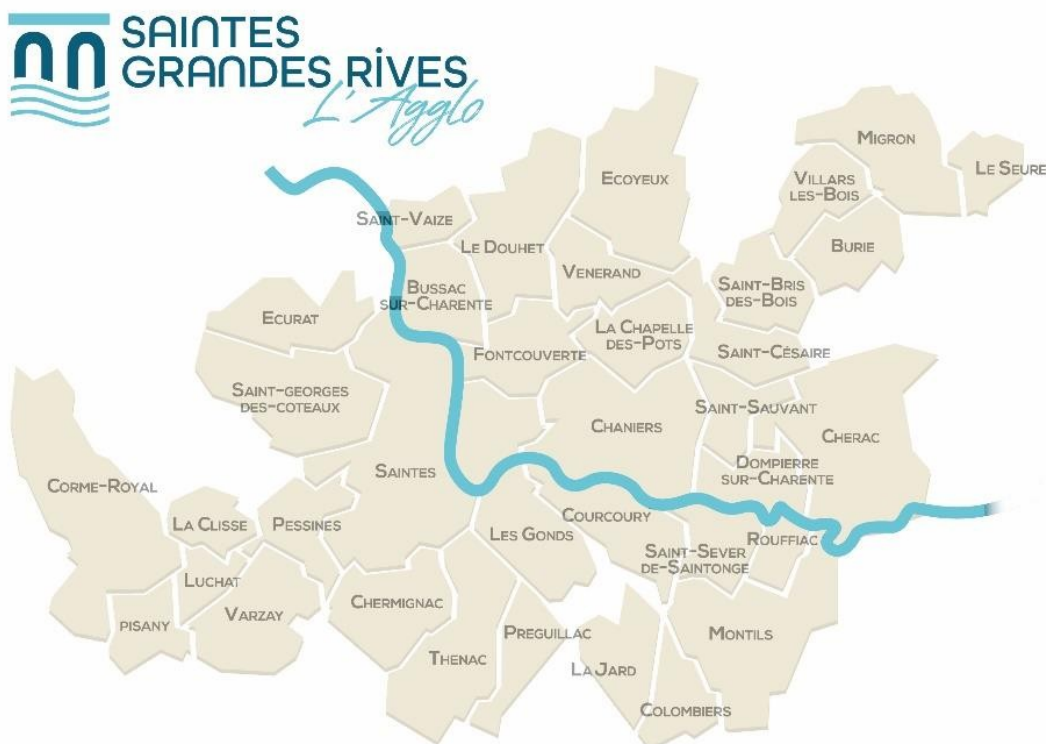 SAINTES
GRANDES RIVES
L'Agglo
MIGRON
LE SEURE
ECOYEUX
VILLARS
LES-BOIS
SAINT-VAIZE
LE DOUHET
BURIE
VENERAND
SAINT-BRIS
DES-BOIS
BUSSAC
SUR-CHARENTE
ECURAT
LA CHAPELLE
DES-POTS
FONTCOUVERTE
SAINT-CÉSAIRE
SAINT-GEORGES
DES-COTEAUX
SAINT-SAUVANT
CHANIERS
CHERAC
SAINTES
DOMPIERRE
SUR-CHARENTE
CORME-ROYAL
LA CLISSE
PESSINES
COURCOURY
LES GONDS
ROUFFIAC
SAINT-SEVER
DE-SAINTONGE
LUCHAT
CHERMIGNAC
VARZAY
PISANY
PREGUILLAC
MONTILS
THENAC
LA JARD
COLOMBIERS